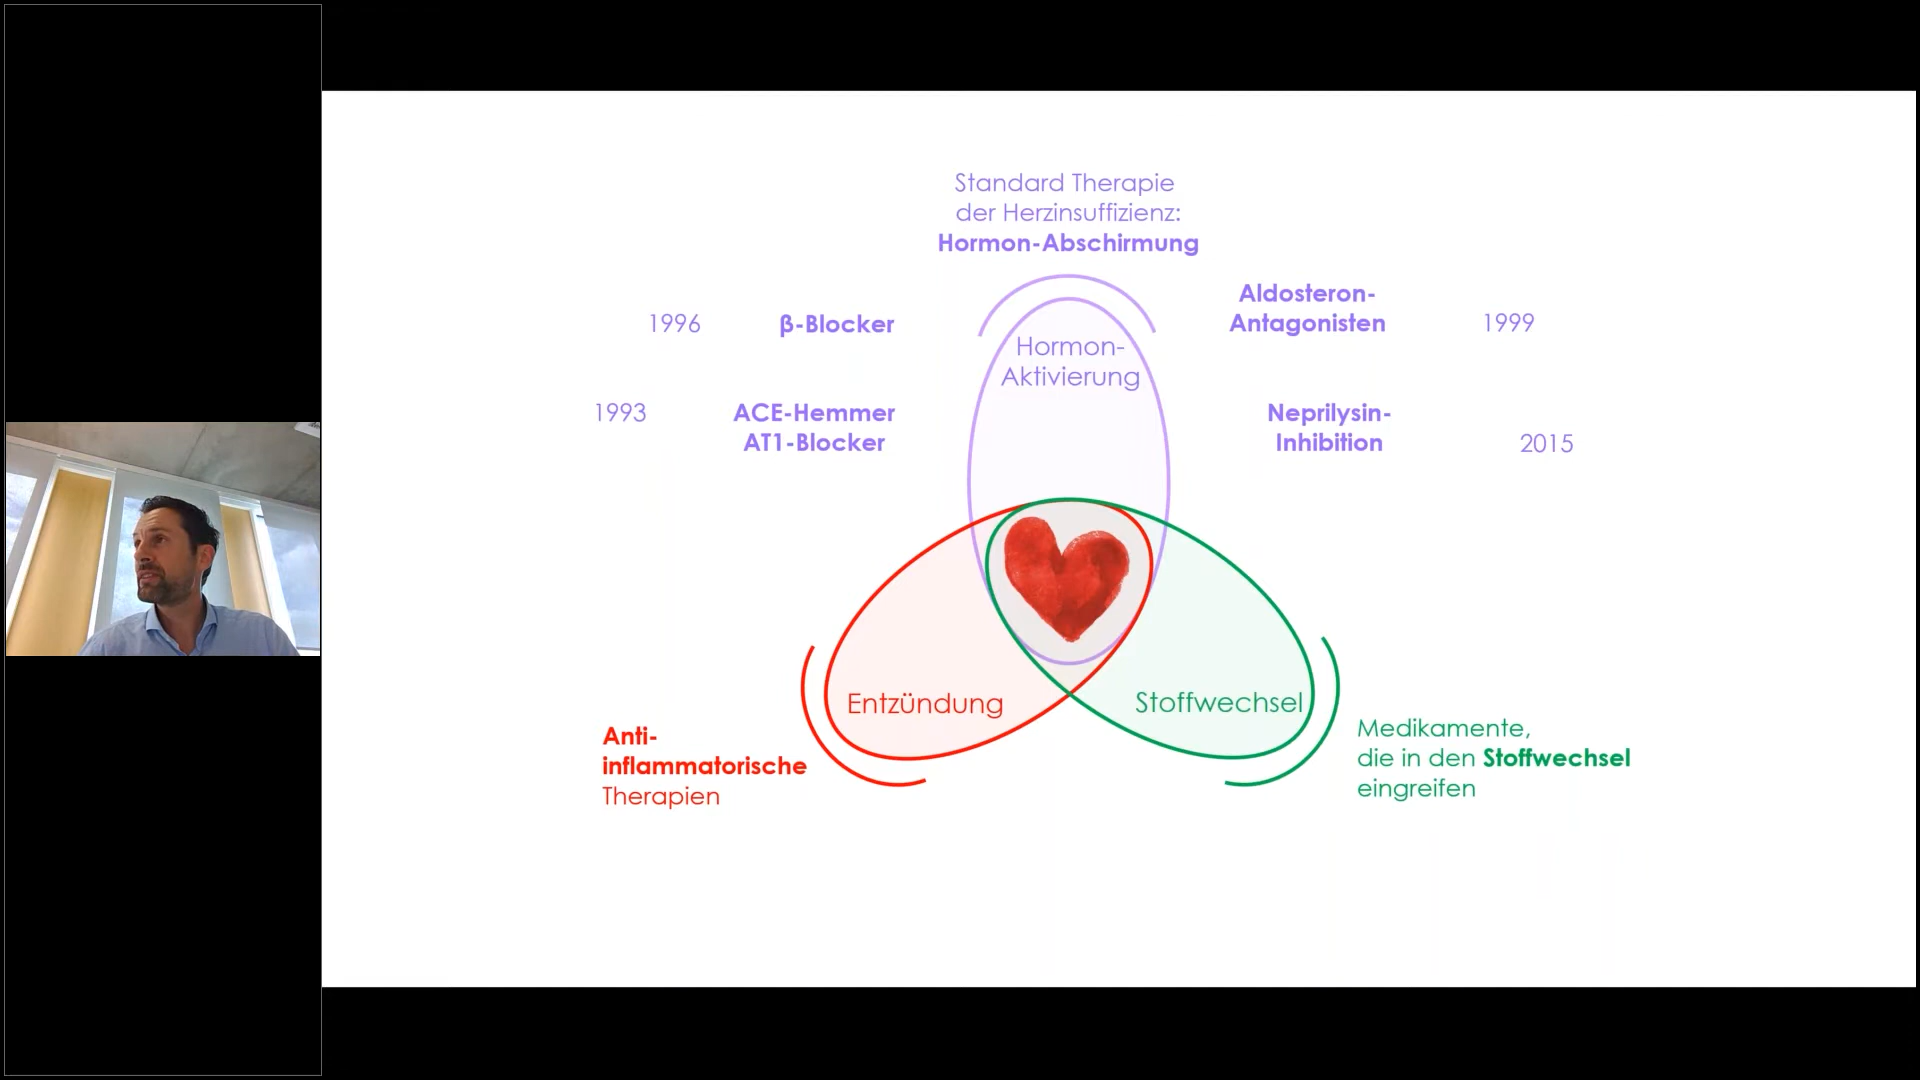 Standard Therapie
der Herzinsuffizienz:
Hormon-Abschirmung
1996
β-Blocker
Aldosteron-
Antagonisten
1999
Hormon-
Aktivierung
1993
ACE-Hemmer
AT1-Blocker
Neprilysin-
Inhibition
2015
Entzündung
Stoffwechsel
Anti-
inflammatorische
Therapien
Medikamente,
die in den Stoffwechsel
eingreifen